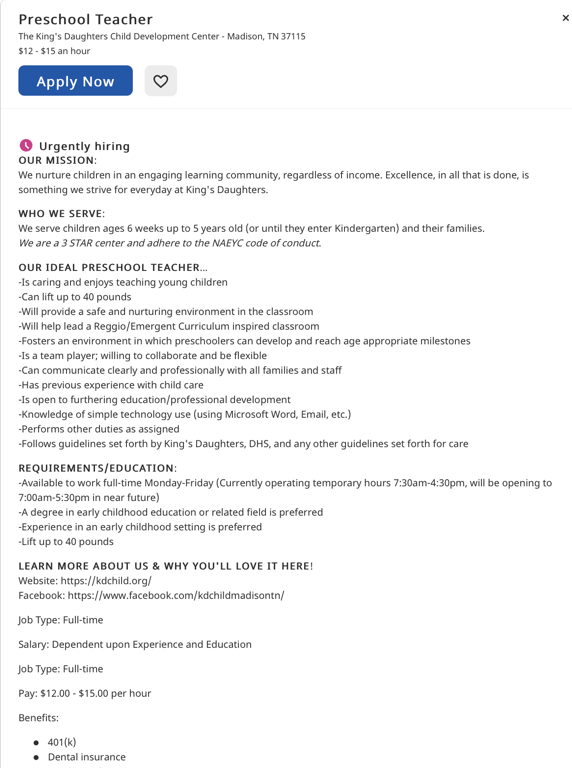 Preschool Teacher
×
The King's Daughters Child Development Center - Madison, TN 37115
$12 - $15 an hour
Apply Now
Urgently hiring
OUR MISSION:
We nurture children in an engaging learning community, regardless of income. Excellence, in all that is done, is
something we strive for everyday at King's Daughters.
WHO WE SERVE:
We serve children ages 6 weeks up to 5 years old (or until they enter Kindergarten) and their families.
We are a 3 STAR center and adhere to the NAEYC code of conduct.
OUR IDEAL PRESCHOOL TEACHER...
-Is caring and enjoys teaching young children
-Can lift up to 40 pounds
-Will provide a safe and nurturing environment in the classroom
-Will help lead a Reggio/Emergent Curriculum inspired classroom
-Fosters an environment in which preschoolers can develop and reach age appropriate milestones
-Is a team player; willing to collaborate and be flexible
-Can communicate clearly and professionally with all families and staff
-Has previous experience with child care
-Is open to furthering education/professional development
-Knowledge of simple technology use (using Microsoft Word, Email, etc.)
-Performs other duties as assigned
-Follows guidelines set forth by King's Daughters, DHS, and any other guidelines set forth for care
REQUIREMENTS/EDUCATION:
-Available to work full-time Monday-Friday (Currently operating temporary hours 7:30am-4:30pm, will be opening to
7:00am-5:30pm in near future)
-A degree in early childhood education or related field is preferred
-Experience in an early childhood setting is preferred
-Lift up to 40 pounds
LEARN MORE ABOUT US & WHY YOU'LL LOVE IT HERE!
Website: https://kdchild.org/
Facebook: https://www.facebook.com/kdchildmadisontn/
Job Type: Full-time
Salary: Dependent upon Experience and Education
Job Type: Full-time
Pay: $12.00 - $15.00 per hour
Benefits:
● 401(k)
● Dental insurance